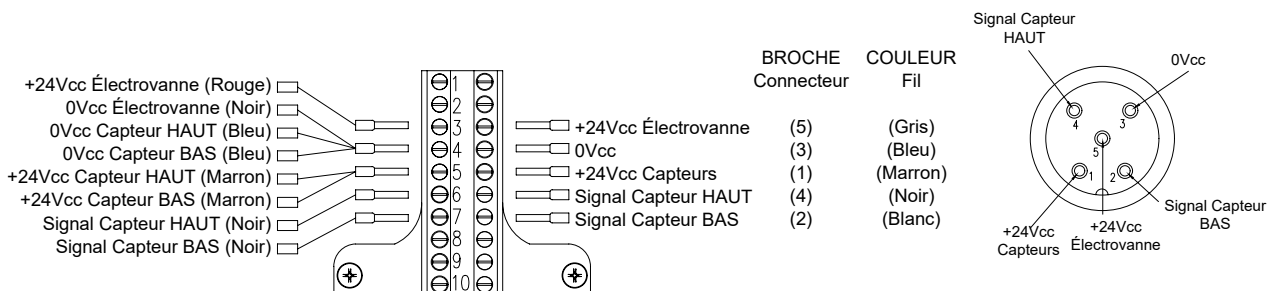 +24Vcc Électrovanne (Rouge)
0Vcc Électrovanne (Noir)
0Vcc Capteur HAUT (Bleu)
0Vcc Capteur BAS (Bleu)
+24Vcc Capteur HAUT (Marron)
+24Vcc Capteur BAS (Marron)
Signal Capteur HAUT (Noir)
Signal Capteur BAS (Noir)
1
2
3
4
5
6
7
8
9
10
BROCHE COULEUR
Connecteur Fil
+24Vcc Électrovanne (5) (Gris)
0Vcc (3) (Bleu)
+24Vcc Capteurs (1) (Marron)
Signal Capteur HAUT (4) (Noir)
Signal Capteur BAS (2) (Blanc)
Signal Capteur
HAUT
0Vcc
4 3
5
1 2
Signal Capteur
BAS
+24Vcc
Capteurs
+24Vcc
Électrovanne